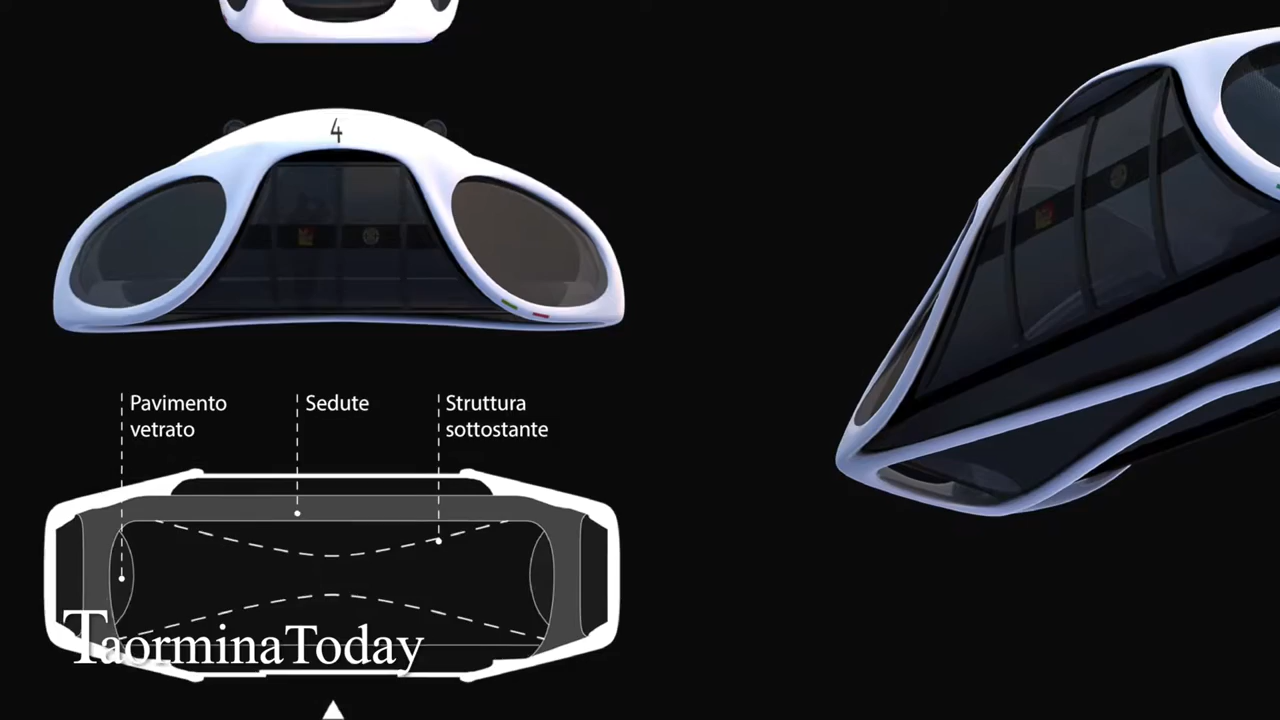 4
Pavimento
vetrato
Sedute
Struttura
sottostante
TaorminaToday